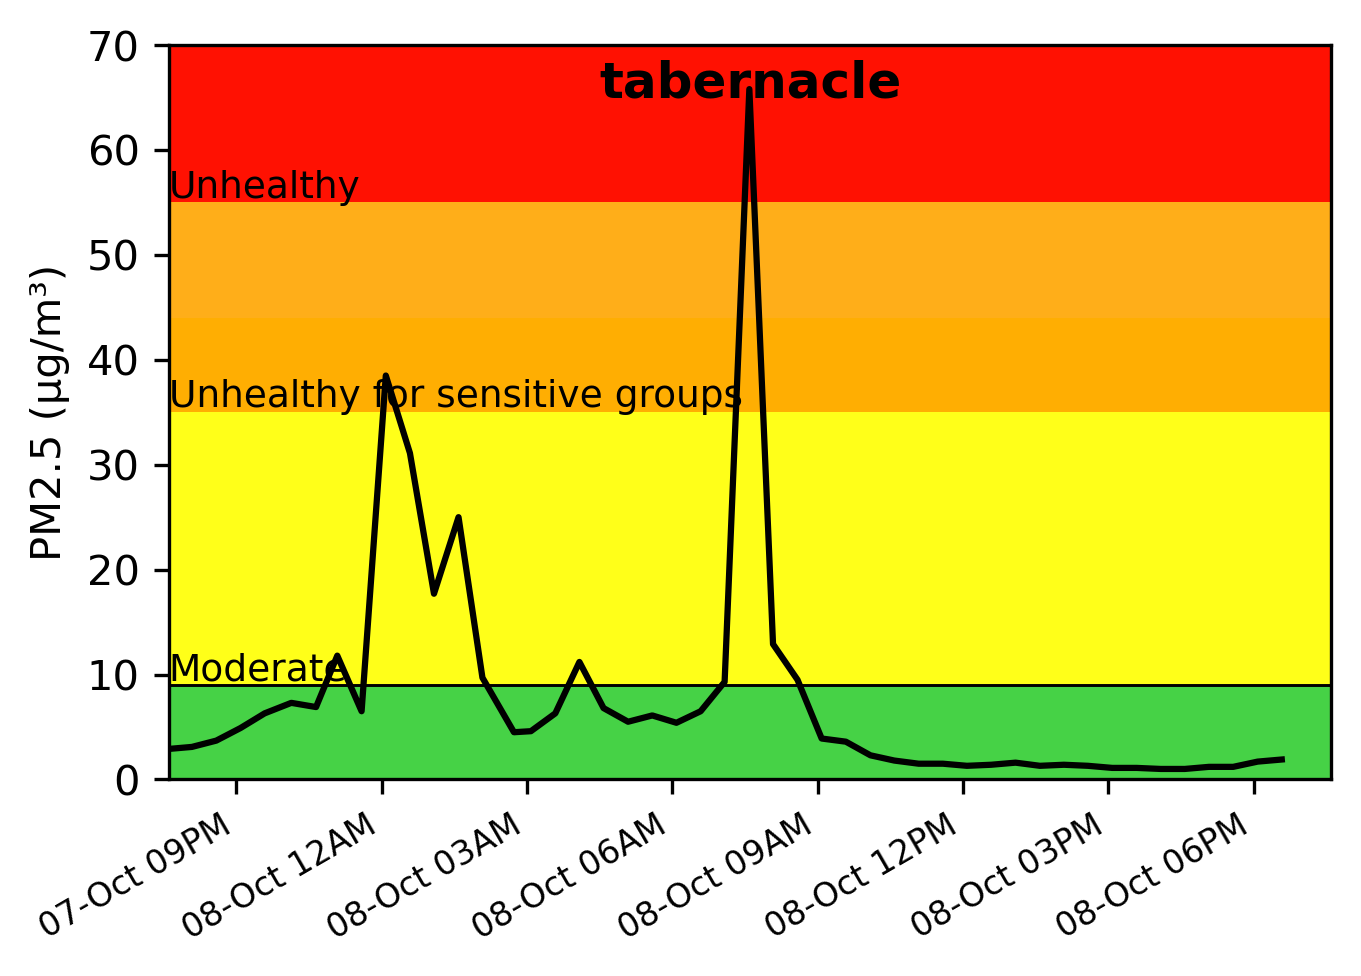 tabernacle
PM2.5 (µg/m³)
70
60
50
40
30
20
10
0
Unhealthy
Unhealthy for sensitive groups
Moderate
07-Oct 09PM
08-Oct 12AM
08-Oct 03AM
08-Oct 06AM
08-Oct 09AM
08-Oct 12PM
08-Oct 03PM
08-Oct 06PM